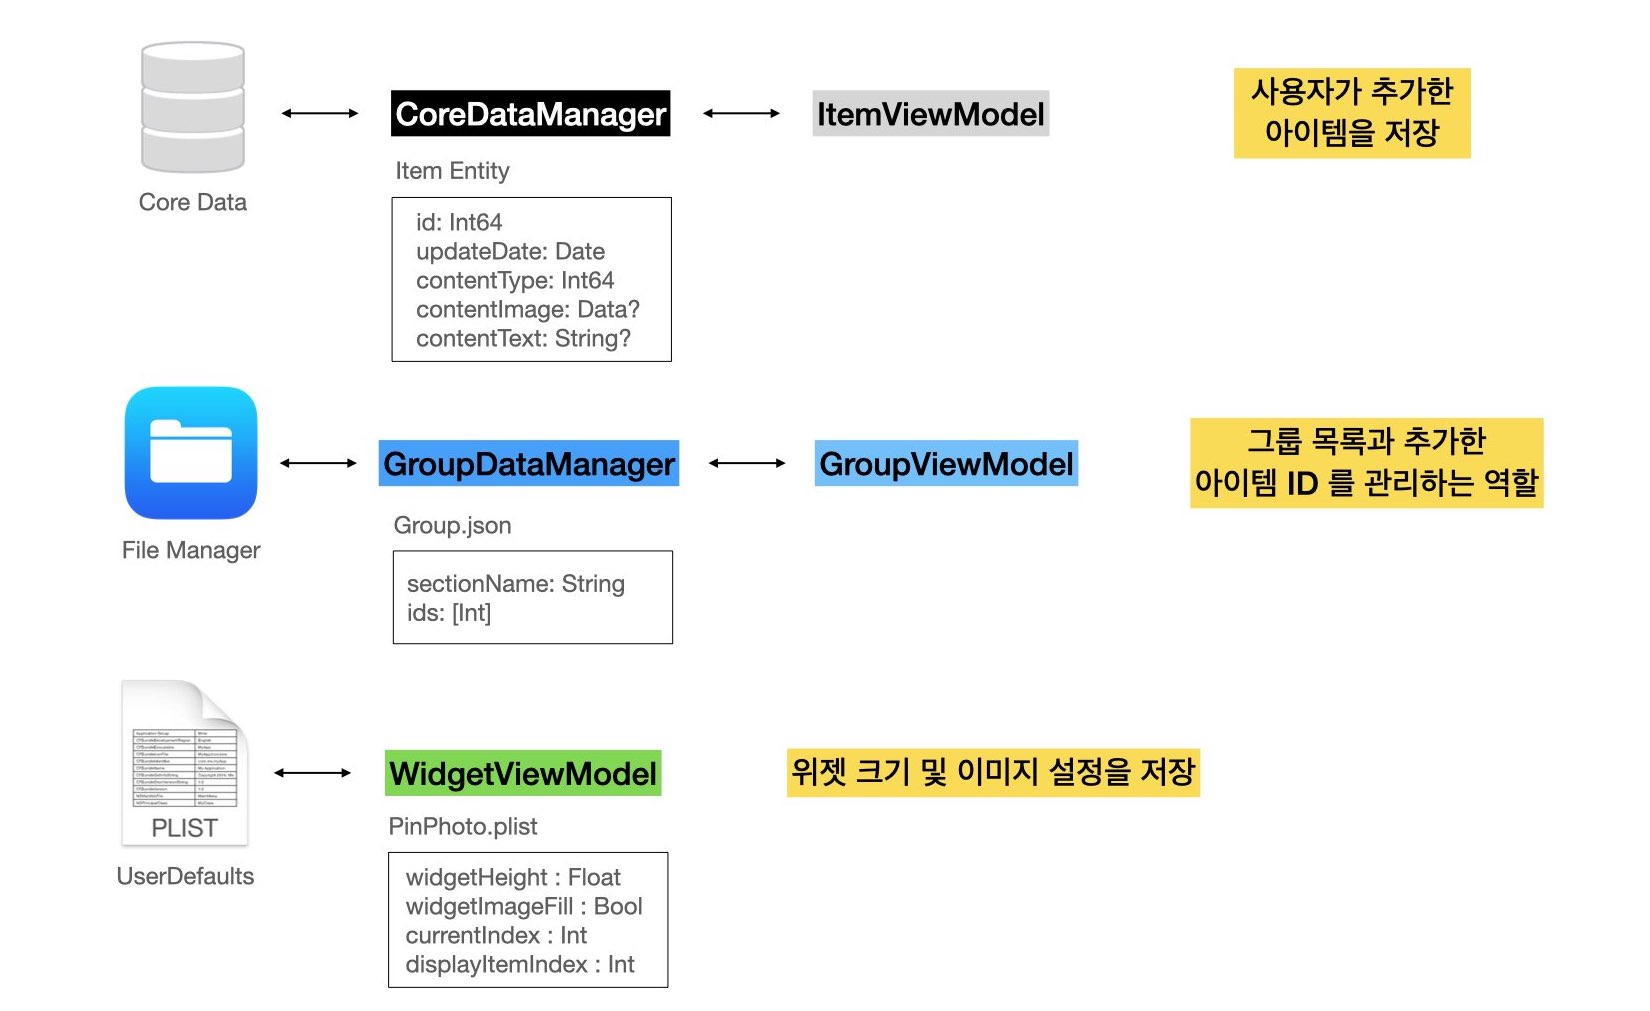 CoreDataManager
ItemViewModel
사용자가 추가한
아이템을 저장
Core Data
Item Entity
id: Int64
updateDate: Date
contentType: Int64
contentImage: Data?
contentText: String?
File Manager
GroupDataManager
GroupViewModel
그룹 목록과 추가한
아이템 ID 를 관리하는 역할
Group.json
sectionName: String
ids: [Int]
PLIST
UserDefaults
WidgetViewModel
위젯 크기 및 이미지 설정을 저장
PinPhoto.plist
widgetHeight : Float
widgetImageFill : Bool
currentIndex : Int
displayItemIndex : Int